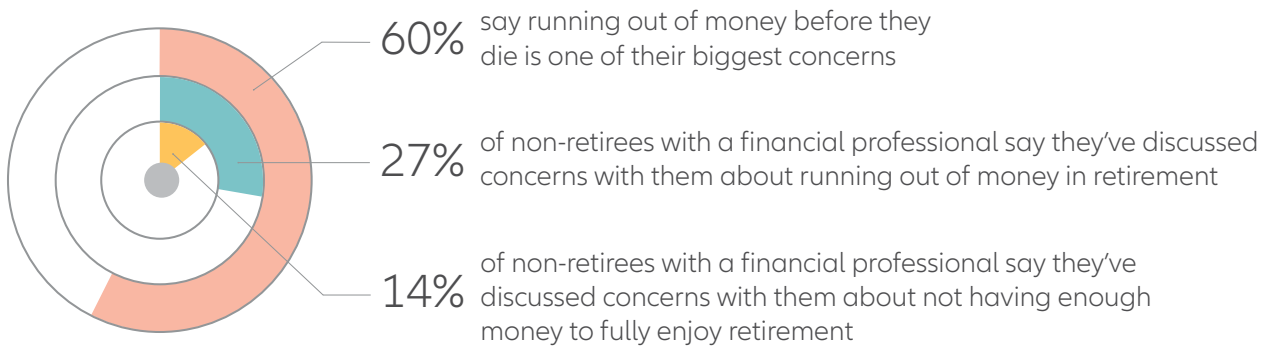 60%
say running out of money before they
die is one of their biggest concerns
27%
of non-retirees with a financial professional say they’ve discussed
concerns with them about running out of money in retirement
14%
of non-retirees with a financial professional say they’ve
discussed concerns with them about not having enough
money to fully enjoy retirement